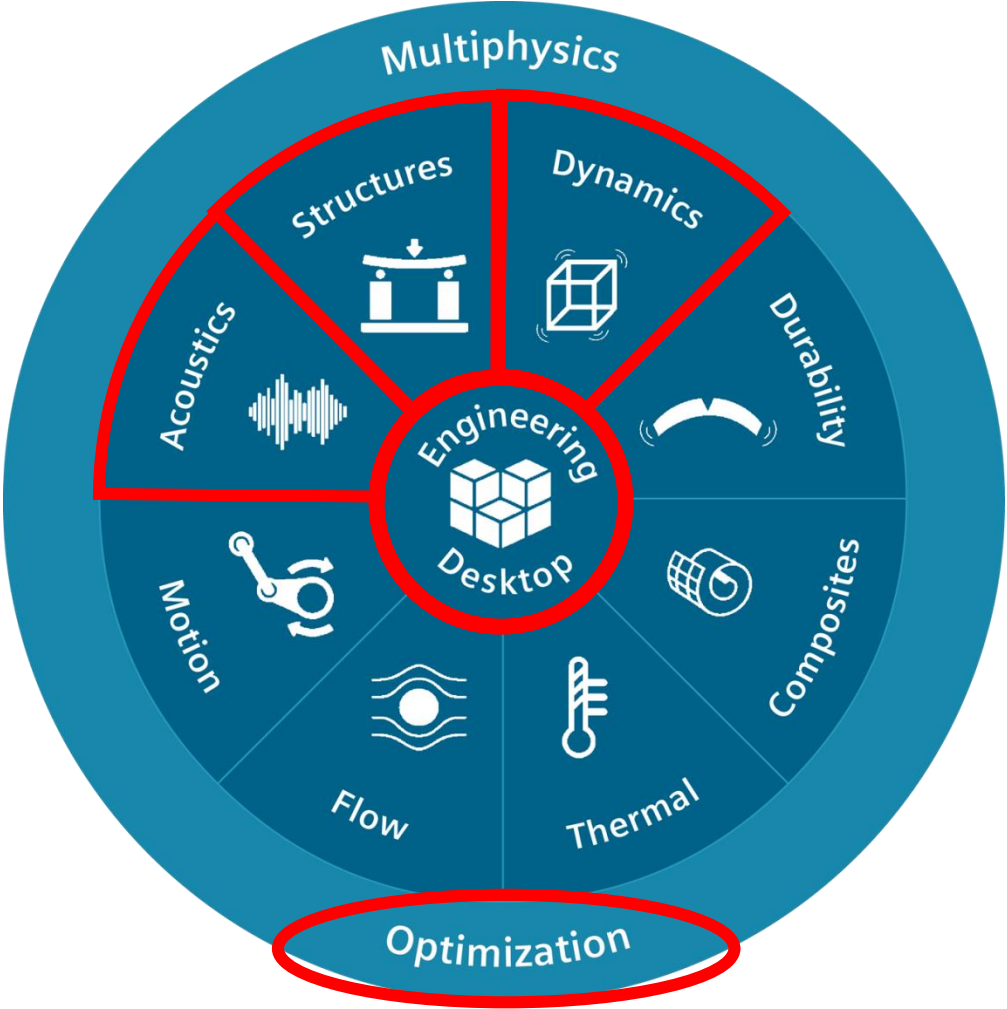 Multiphysics
Structures
Dynamics
Acoustics
Durability
Engineering
Desktop
Motion
Composites
Flow
Thermal
Optimization